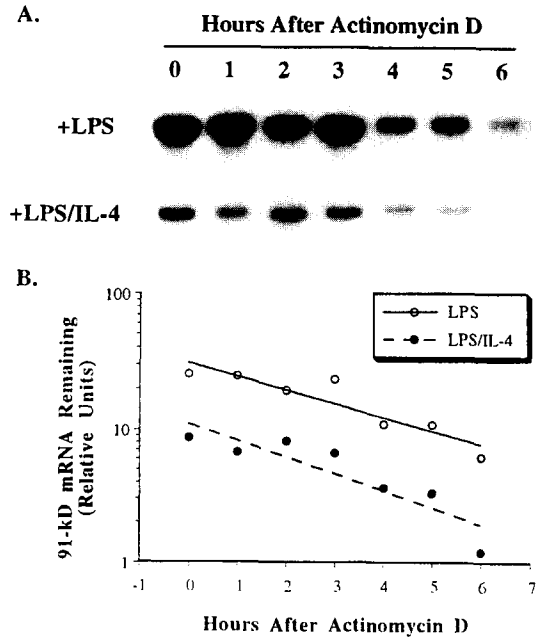 A.
Hours After Actinomycin D
0 1 2 3 4 5 6
+LPS
+LPS/IL-4
B.
91-kD mRNA Remaining
(Relative Units)
100
10
1
LPS
LPS/IL-4
-1 0 1 2 3 4 5 6 7
Hours After Actinomycin D